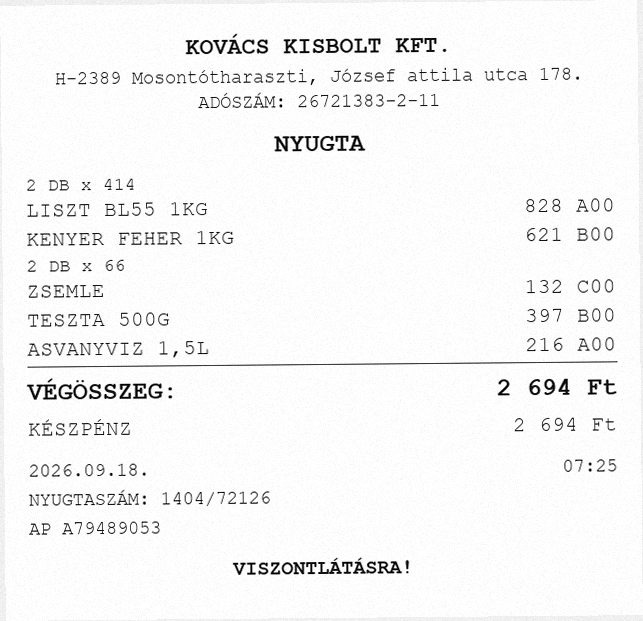 KOVÁCS KISBOLT KFT.
H-2389 Mosontótharaszti, József attila utca 178.
ADÓSZÁM: 26721383-2-11
NYUGTA
2 DB x 414
LISZT BL55 1KG 828 A00
KENYER FEHER 1KG 621 B00
2 DB x 66
ZSEMLE 132 C00
TESZTA 500G 397 B00
ASVANYVIZ 1,5L 216 A00
VÉGÖSSZEG: 2 694 Ft
KÉSZPÉNZ 2 694 Ft
2026.09.18. 07:25
NYUGTASZÁM: 1404/72126
AP A79489053
VISZONTLÁTÁSRA!